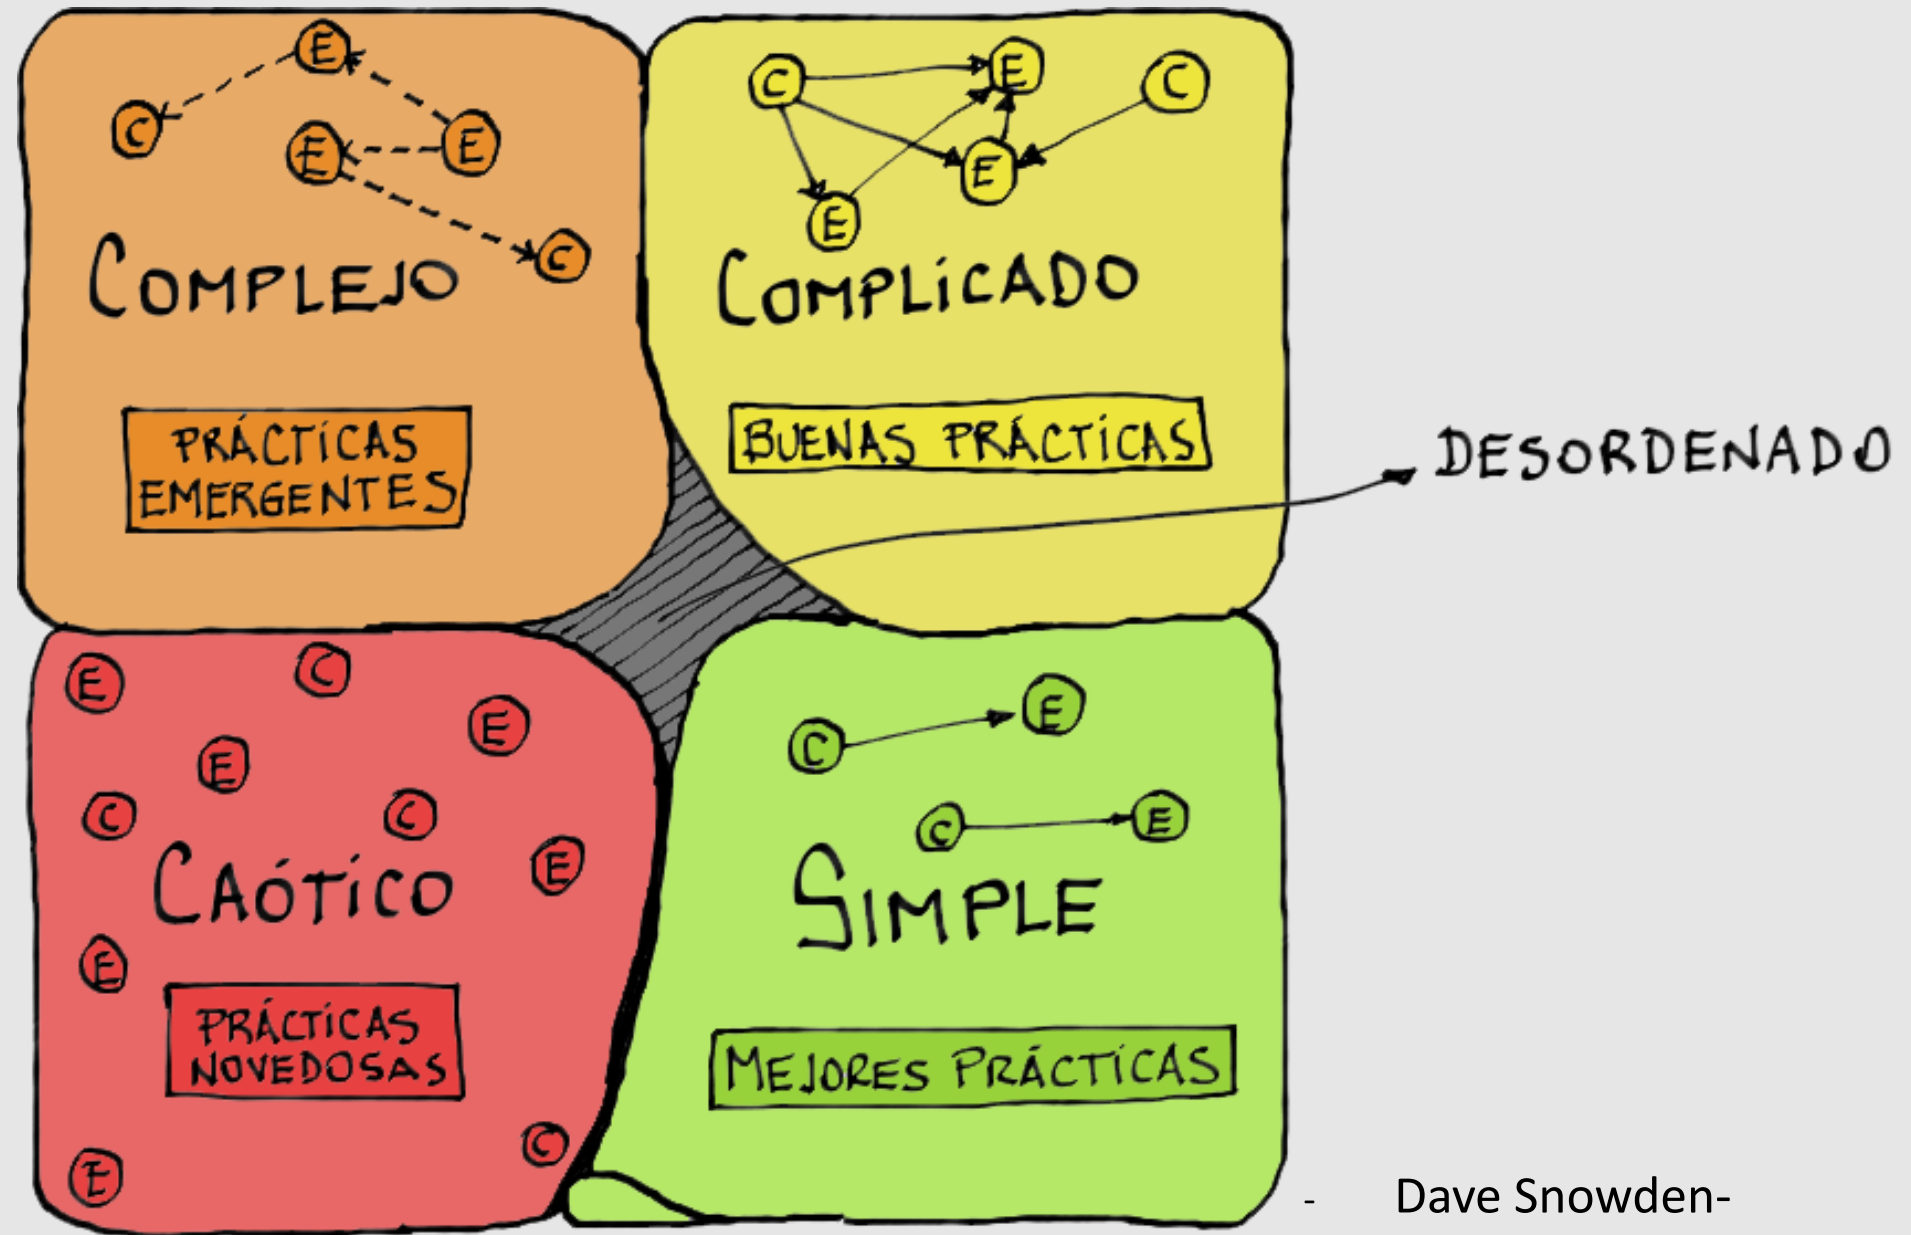 E
C
E
E
C
COMPLEJO
PRÁCTICAS
EMERGENTES
C
E
C
E
E
COMPLICADO
BUENAS PRÁCTICAS
DESORDENADO
E
C
E
E
C
C
E
CAÓTICO
E
PRÁCTICAS
NOVEDOSAS
C
E
E
C
C
E
SIMPLE
MEJORES PRÁCTICAS
- Dave Snowden-